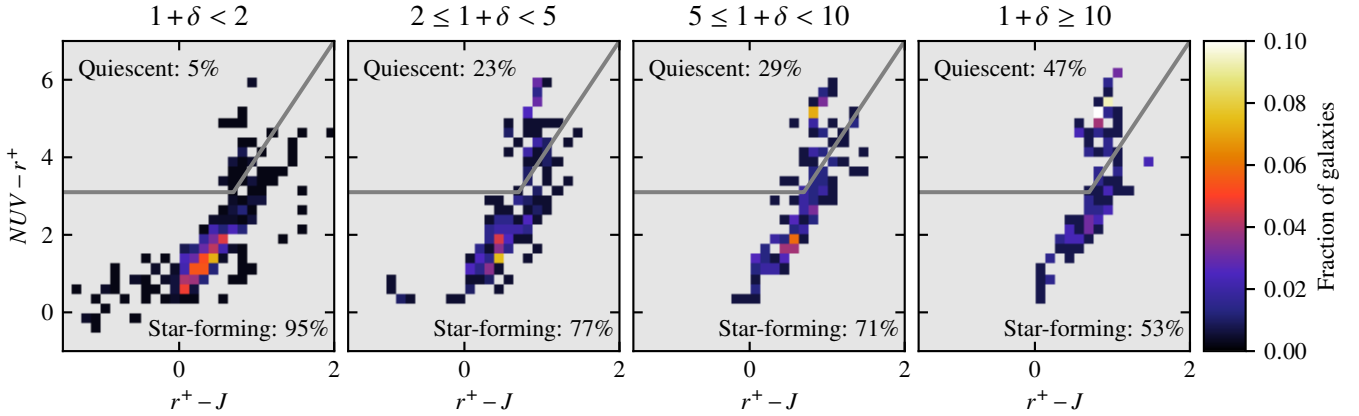 1 + δ < 2
2 ≤ 1 + δ < 5
5 ≤ 1 + δ < 10
1 + δ ≥ 10
Quiescent: 5%
Quiescent: 23%
Quiescent: 29%
Quiescent: 47%
Star-forming: 95%
Star-forming: 77%
Star-forming: 71%
Star-forming: 53%
NUV − r⁺
6
4
2
0
0 2
0 2
0 2
0 2
r⁺ − J
r⁺ − J
r⁺ − J
r⁺ − J
0.10
0.08
0.06
0.04
0.02
0.00
Fraction of galaxies